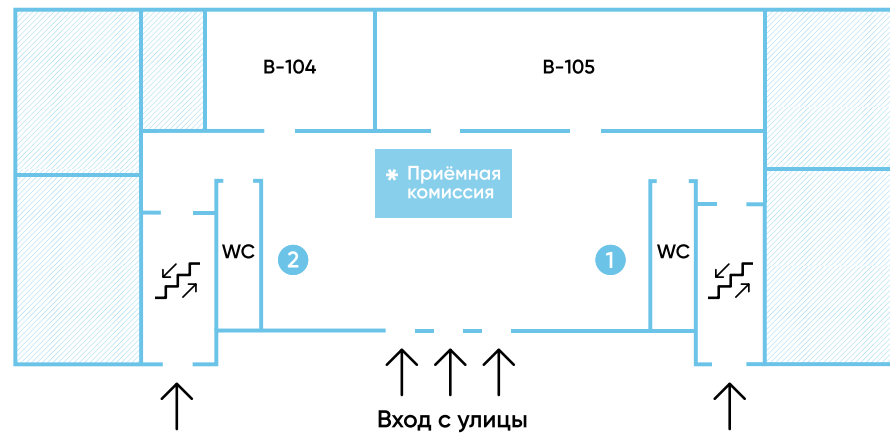 В-104
В-105
* Приёмная
комиссия
WC
2
1
WC
Вход с улицы